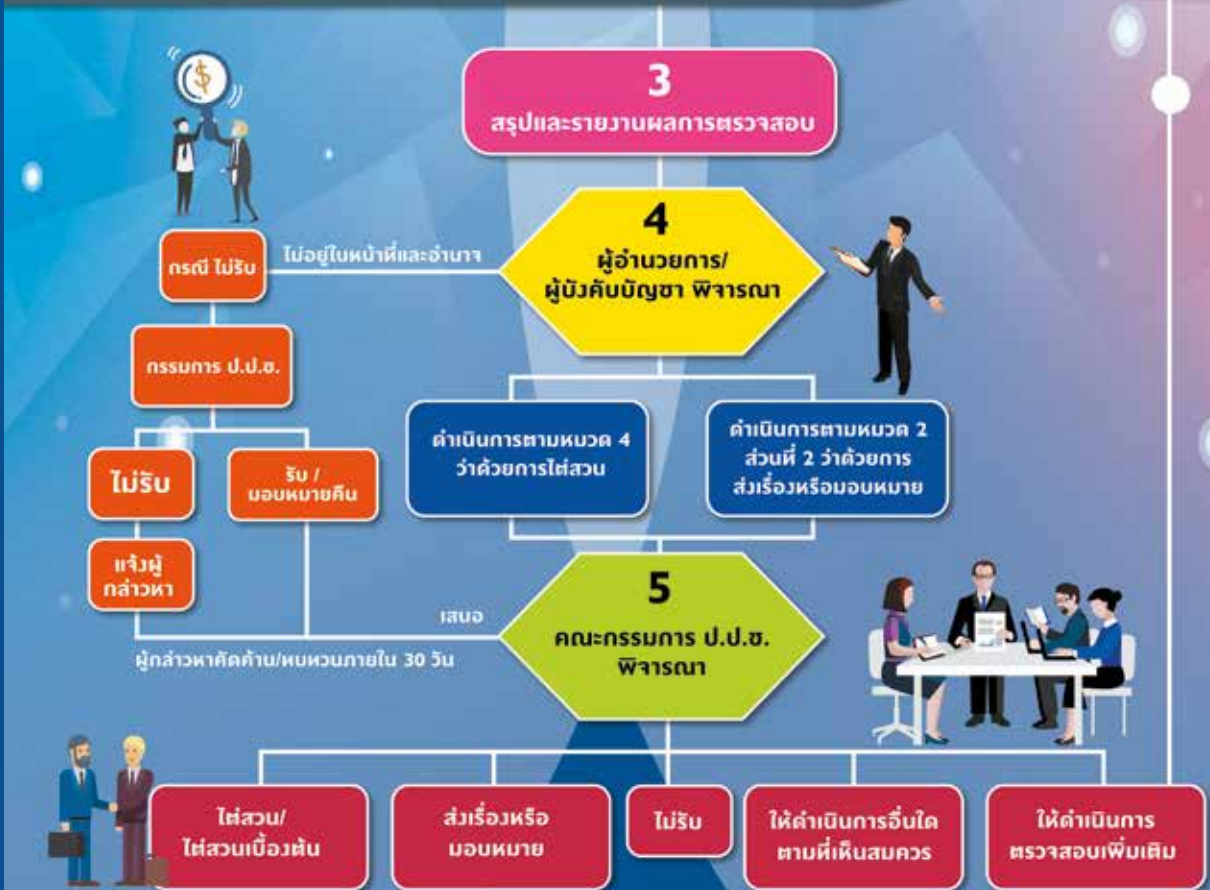 3
สรุปและรายงานผลการตรวจสอบ
4
ผู้อำนวยการ/
ผู้บังคับบัญชา พิจารณา
ไม่อยู่ในหน้าที่และอำนาจ
กรณี ไม่รับ
กรรมการ ป.ป.ช.
ไม่รับ
รับ /
มอบหมายคืน
แจ้งผู้
กล่าวหา
ดำเนินการตามหมวด 4
ว่าด้วยการไต่สวน
ดำเนินการตามหมวด 2
ส่วนที่ 2 ว่าด้วยการ
ส่งเรื่องหรือมอบหมาย
เสนอ
ผู้กล่าวหาคัดค้าน/ทบทวนภายใน 30 วัน
5
คณะกรรมการ ป.ป.ช.
พิจารณา
ไต่สวน/
ไต่สวนเบื้องต้น
ส่งเรื่องหรือ
มอบหมาย
ไม่รับ
ให้ดำเนินการอื่นใด
ตามที่เห็นสมควร
ให้ดำเนินการ
ตรวจสอบเพิ่มเติม